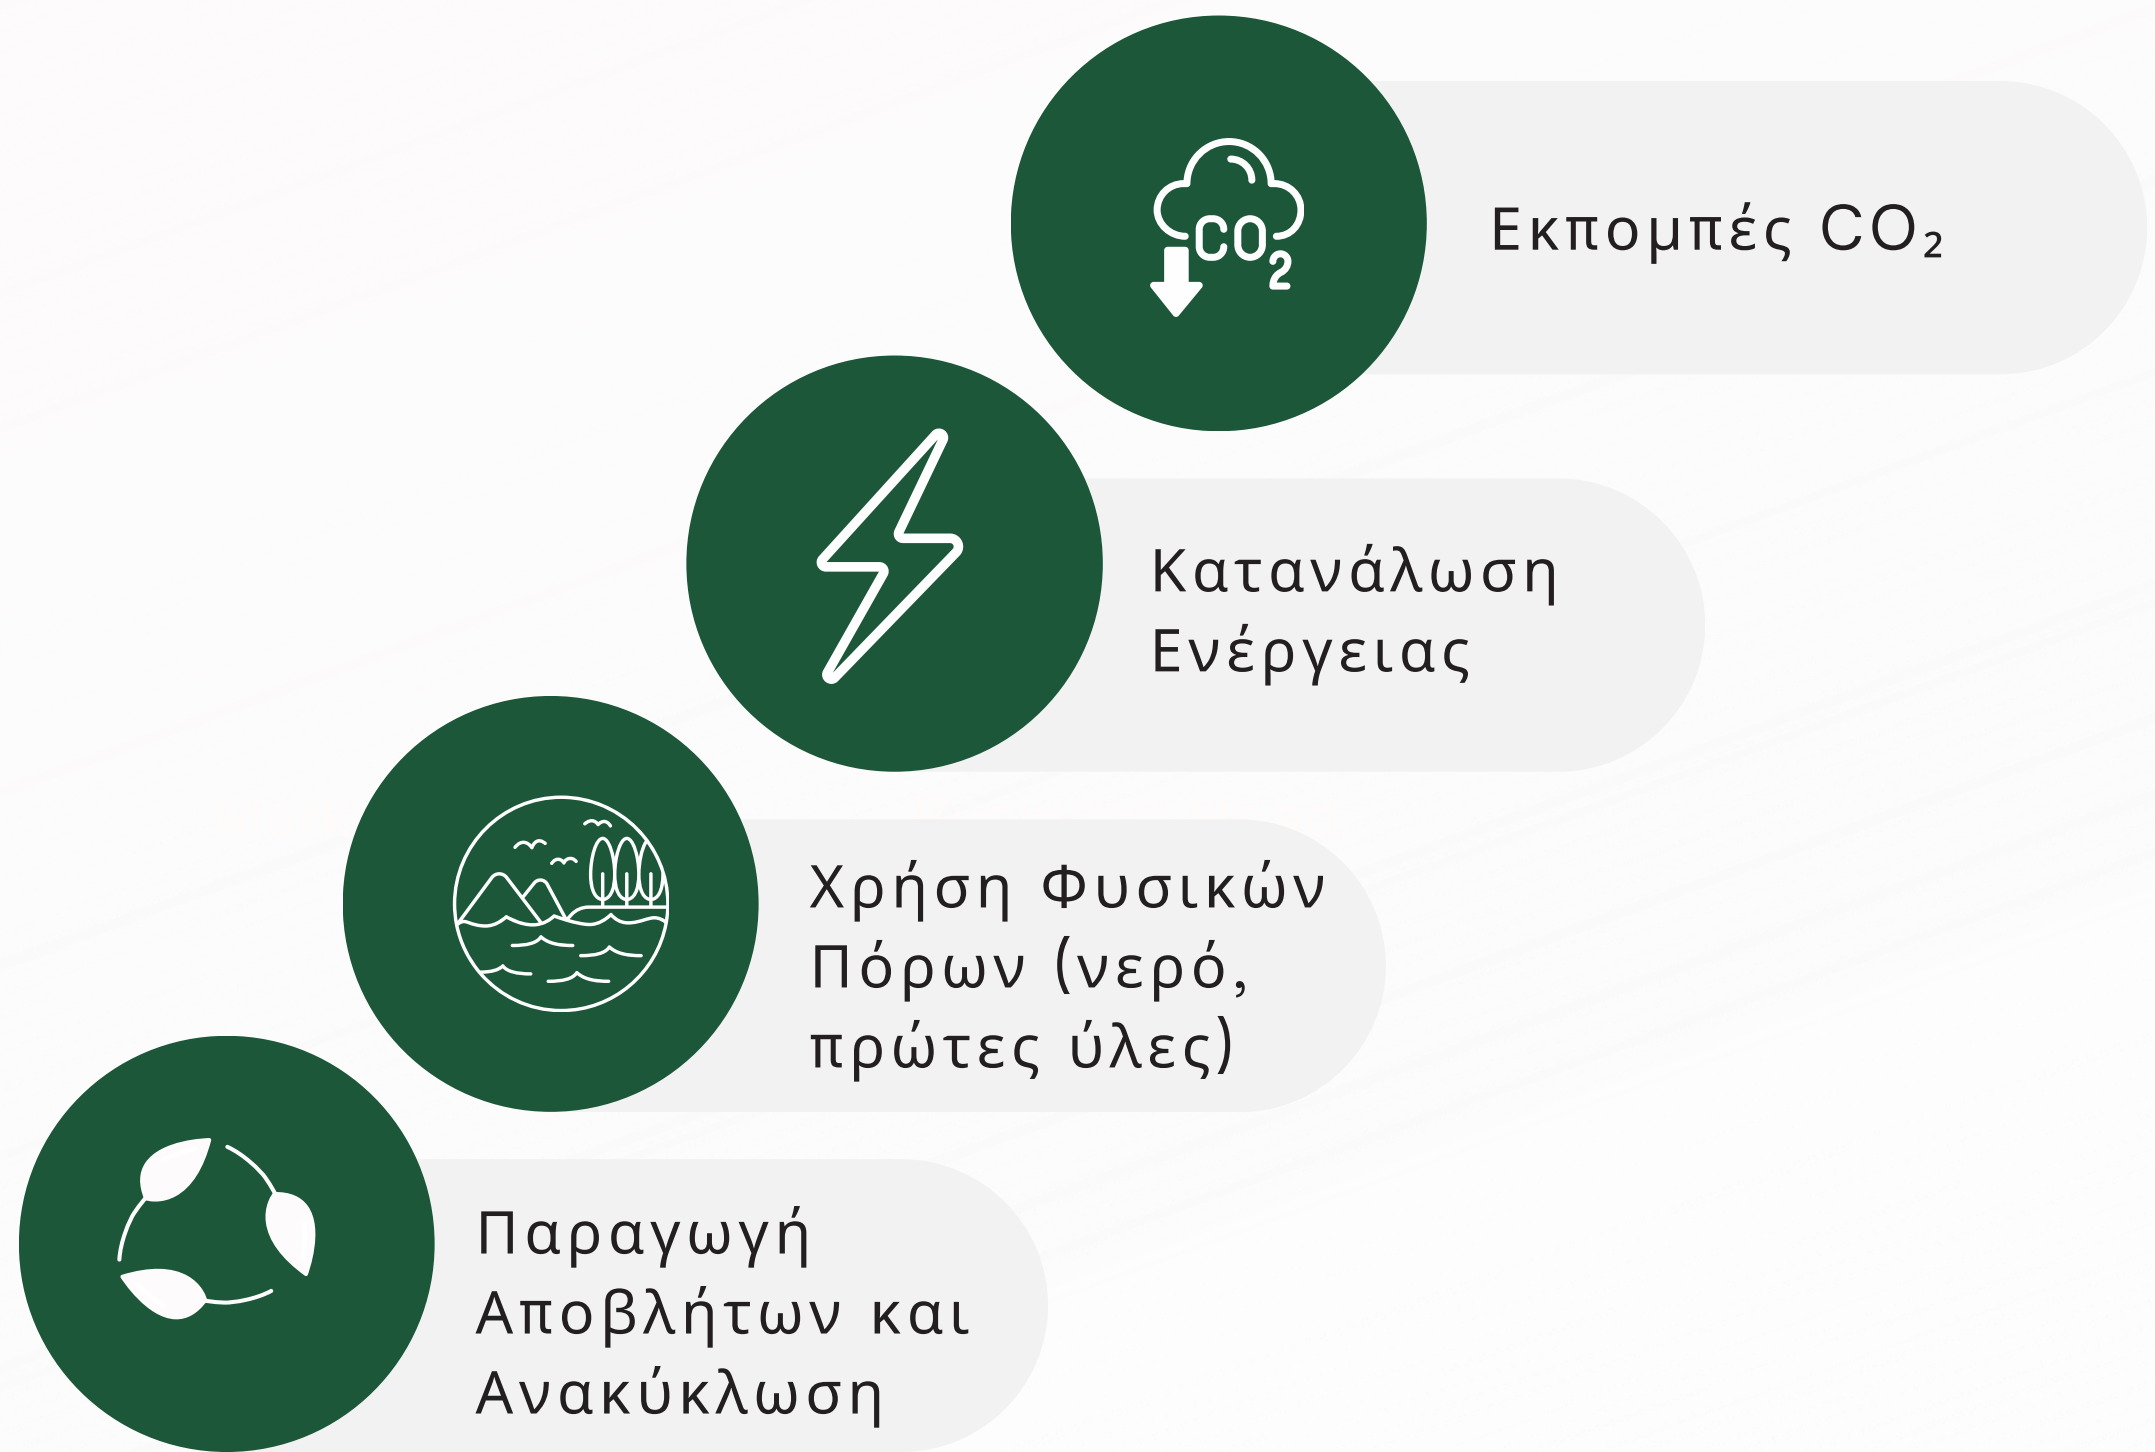 CO2
Εκπομπές CO₂
Κατανάλωση
Ενέργειας
Χρήση Φυσικών
Πόρων (νερό,
πρώτες ύλες)
Παραγωγή
Αποβλήτων και
Ανακύκλωση